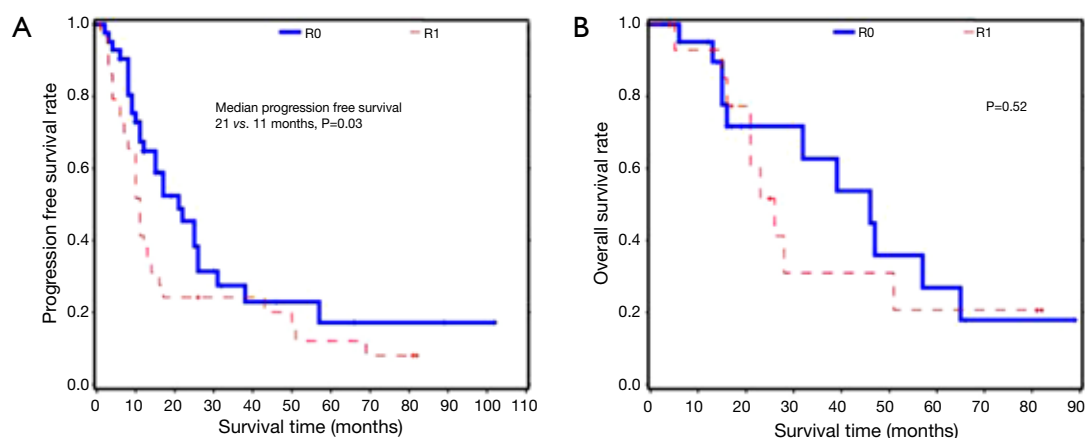 A
R0 R1
Median progression free survival
21 vs. 11 months, P=0.03
Progression free survival rate
1.0
0.8
0.6
0.4
0.2
0.0
0 10 20 30 40 50 60 70 80 90 100 110
Survival time (months)
B
R0 R1
P=0.52
Overall survival rate
1.0
0.8
0.6
0.4
0.2
0.0
0 10 20 30 40 50 60 70 80 90
Survival time (months)